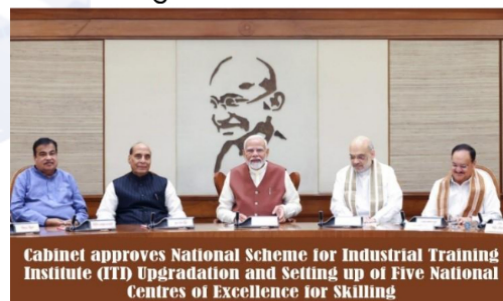 Cabinet approves National Scheme for Industrial Training
Institute (ITI) Upgradation and Setting up of Five National
Centres of Excellence for Skilling